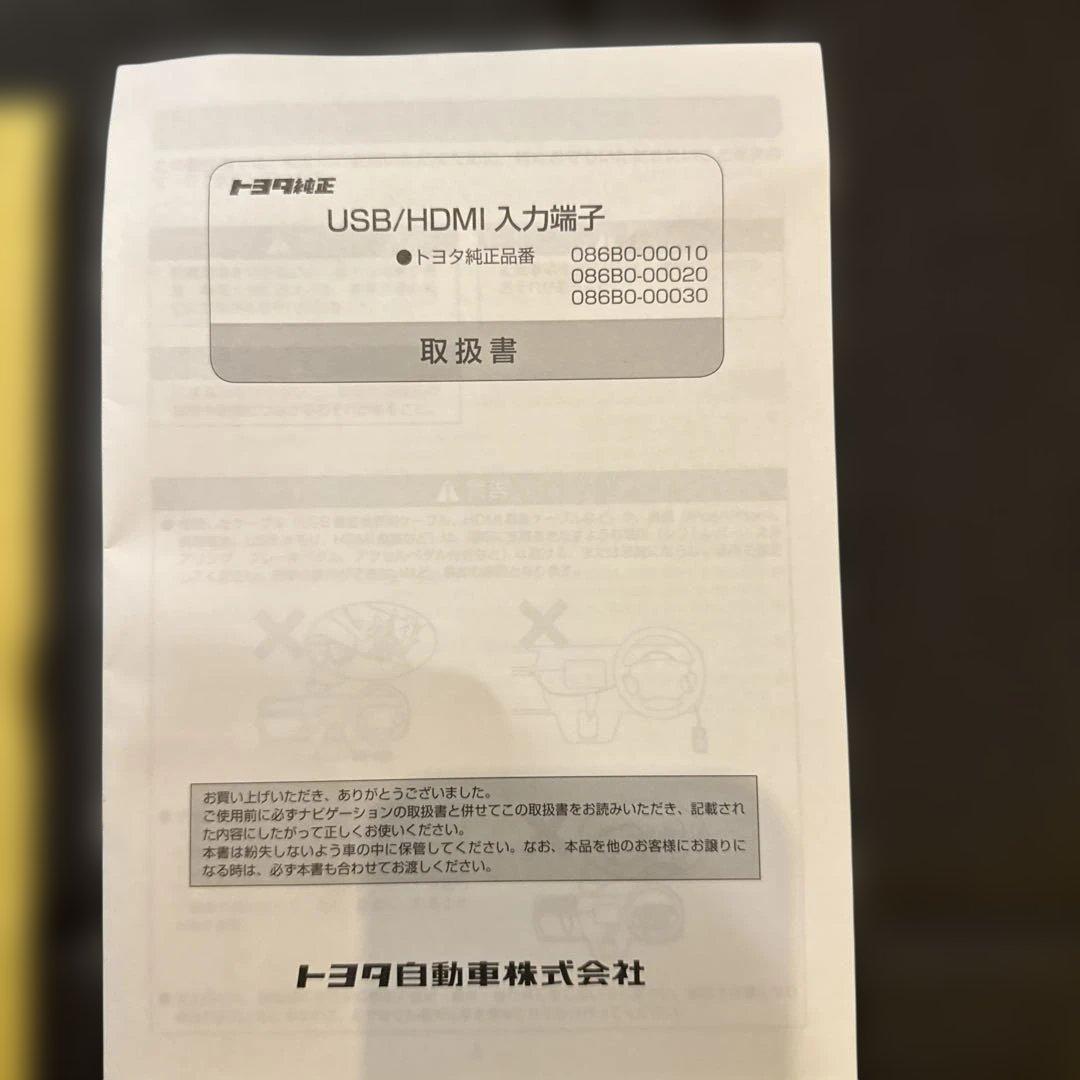 トヨタ純正
USB/HDMI 入力端子
●トヨタ純正品番 086B0-00010
086B0-00020
086B0-00030
取扱書
お買い上げいただき、ありがとうございました。
ご使用前に必ずナビゲーションの取扱書と併せてこの取扱書をお読みいただき、記載され
た内容にしたがって正しくお使いください。
本書は紛失しないよう車の中に保管してください。なお、本品を他のお客様にお譲りに
なる時は、必ず本書も合わせてお渡しください。
トヨタ自動車株式会社